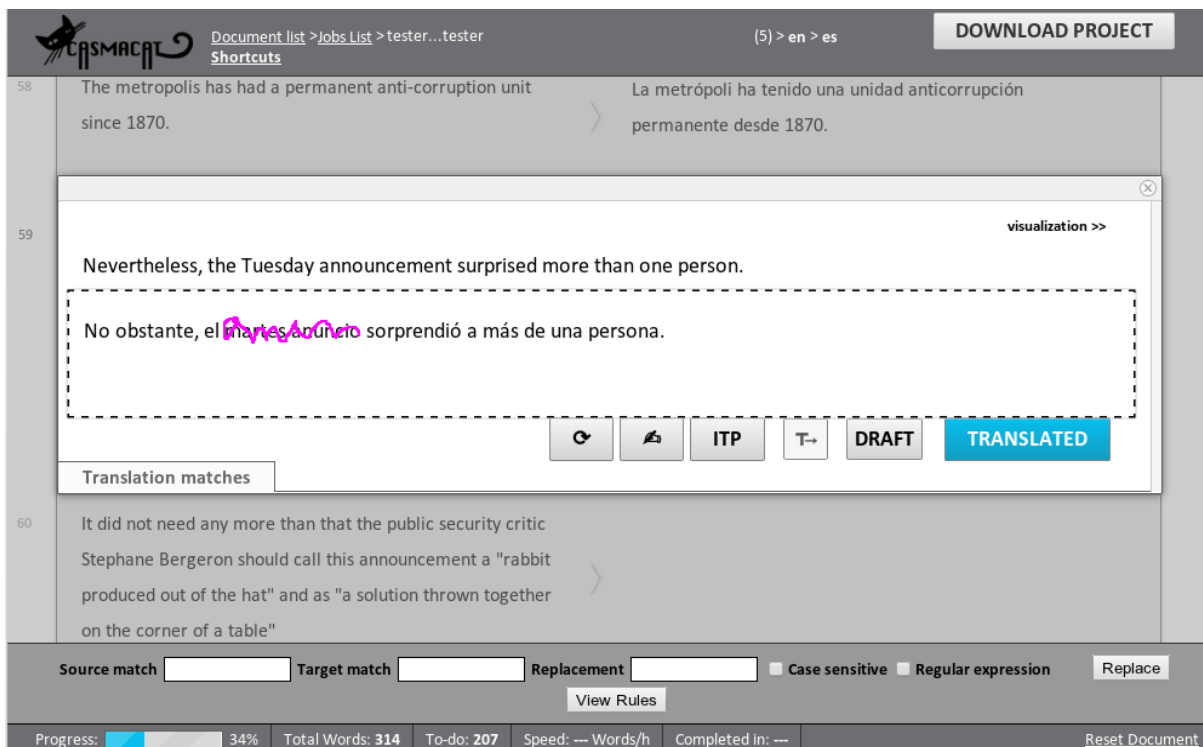 CASMACAT Document list >Jobs List > tester...tester (5) > en > es DOWNLOAD PROJECT
Shortcuts
58 The metropolis has had a permanent anti-corruption unit La metrópoli ha tenido una unidad anticorrupción
since 1870. permanente desde 1870.
visualization >>
59
Nevertheless, the Tuesday announcement surprised more than one person.
No obstante, el martes anuncio sorprendió a más de una persona.
ITP T→ DRAFT TRANSLATED
Translation matches
60 It did not need any more than that the public security critic
Stephane Bergeron should call this announcement a "rabbit
produced out of the hat" and as "a solution thrown together
on the corner of a table"
Source match Target match Replacement Case sensitive Regular expression Replace
View Rules
Progress: 34% Total Words: 314 To-do: 207 Speed: --- Words/h Completed in: --- Reset Document